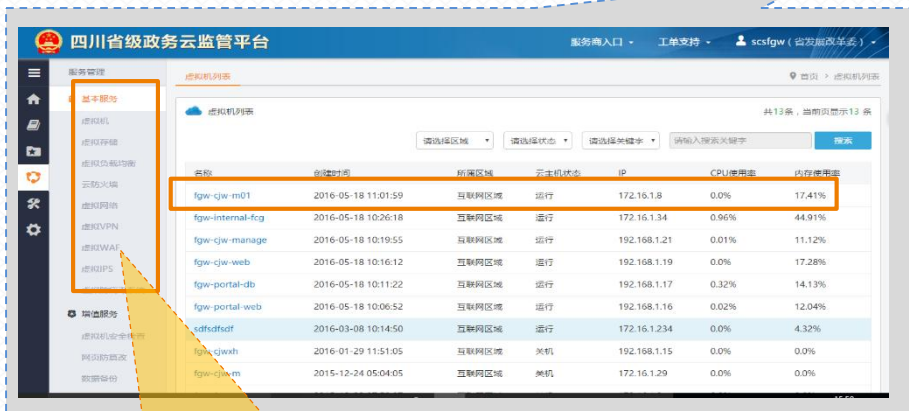 四川省级政务云监管平台
服务商入口
工单支持
scsfgw（省发展改革委）
服务管理
虚拟机列表
首页 > 虚拟机列表
基本服务
虚拟机
虚拟存储
虚拟负载均衡
云防火墙
虚拟网络
虚拟VPN
虚拟WAF
虚拟IPS
增值服务
虚拟机安全
网页防篡改
数据备份
虚拟机列表
共13条，当前页显示13 条
请选择区域 请选择状态 请选择关键字 请输入搜索关键字 搜索
名称 创建时间 所属区域 云主机状态 IP CPU使用率 内存使用率
fgw-cjw-m01 2016-05-18 11:01:59 互联网区域 运行 172.16.1.8 0.0% 17.41%
fgw-internal-fcg 2016-05-18 10:26:18 互联网区域 运行 172.16.1.34 0.96% 44.91%
fgw-cjw-manage 2016-05-18 10:19:55 互联网区域 运行 192.168.1.21 0.01% 11.12%
fgw-cjw-web 2016-05-18 10:16:12 互联网区域 运行 192.168.1.19 0.0% 17.28%
fgw-portal-db 2016-05-18 10:11:22 互联网区域 运行 192.168.1.17 0.32% 14.13%
fgw-portal-web 2016-05-18 10:06:52 互联网区域 运行 192.168.1.16 0.02% 12.04%
sdfsdfsdf 2016-03-08 10:14:50 互联网区域 运行 172.16.1.234 0.0% 4.32%
fgw-cjwxh 2016-01-29 11:51:05 互联网区域 关机 192.168.1.15 0.0% 0.0%
fgw-cjw-m 2015-12-24 05:04:05 互联网区域 关机 172.16.1.29 0.0% 0.0%